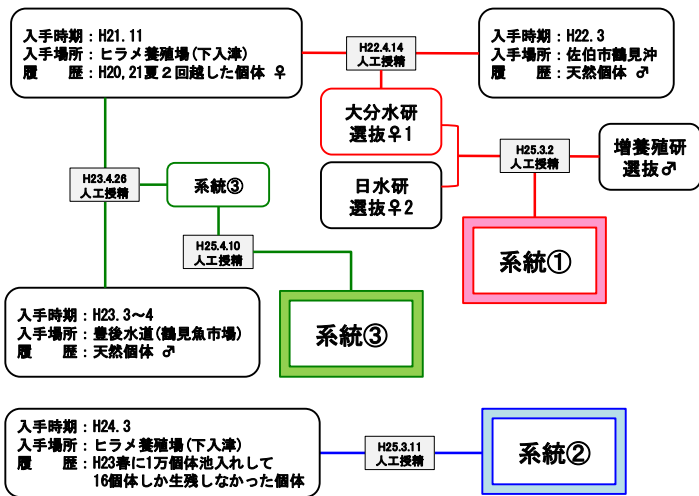 入手時期：H21.11
入手場所：ヒラメ養殖場(下入津)
履　　歴：H20,21夏２回越した個体 ♀
H22.4.14
人工授精
入手時期：H22.3
入手場所：佐伯市鶴見沖
履　　歴：天然個体 ♂
大分水研
選抜♀1
H25.3.2
人工授精
増養殖研
選抜♂
H23.4.26
人工授精
系統③
日水研
選抜♀2
H25.4.10
人工授精
系統①
入手時期：H23.3～4
入手場所：豊後水道(鶴見魚市場)
履　　歴：天然個体 ♂
系統③
入手時期：H24.3
入手場所：ヒラメ養殖場(下入津)
履　　歴：H23春に1万個体池入れして
16個体しか生残しなかった個体
H25.3.11
人工授精
系統②